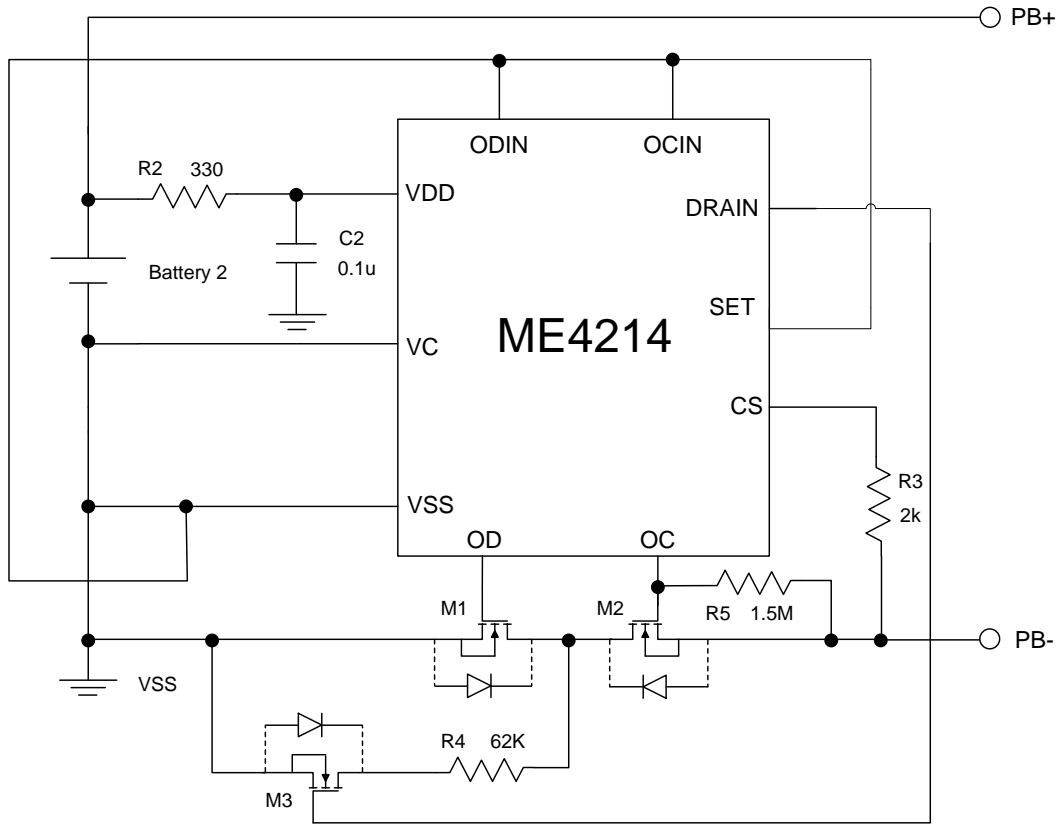 PB+
ODIN OCIN
R2 330
VDD
DRAIN
C2
0.1u
Battery 2
SET
ME4214
VC
CS
R3
2k
VSS
OD OC
M1 M2
R5 1.5M
PB-
VSS
R4 62K
M3